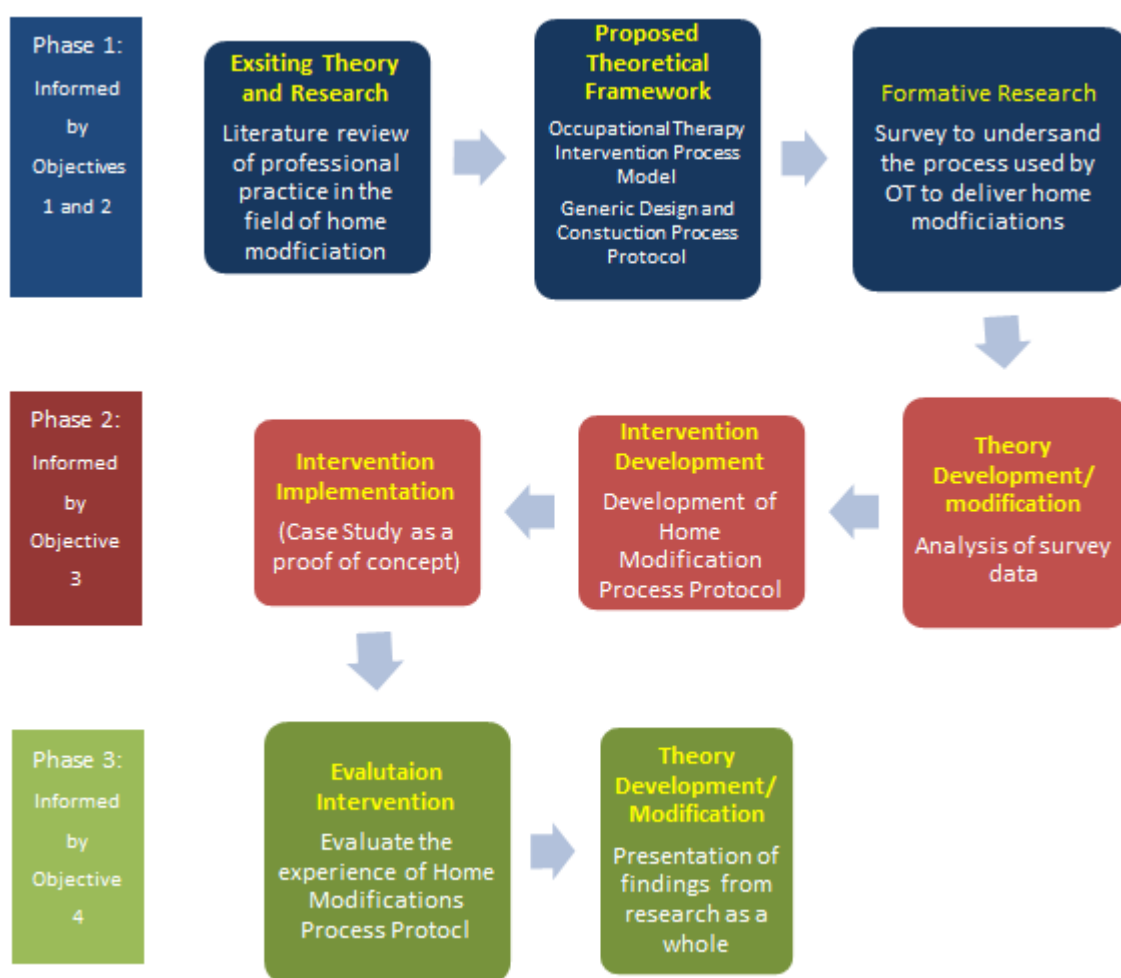 Phase 1:
Informed
by
Objectives
1 and 2
Exsiting Theory
and Research
Literature review
of professional
practice in the
field of home
modficiation
Proposed
Theoretical
Framework
Occupational Therapy
Intervention Process
Model
Generic Design and
Constuction Process
Protocol
Formative Research
Survey to undersand
the process used by
OT to deliver home
modficiations
Phase 2:
Informed
by
Objective
3
Intervention
Implementation
(Case Study as a
proof of concept)
Intervention
Development
Development of
Home
Modification
Process Protocol
Theory
Development/
modification
Analysis of survey
data
Phase 3:
Informed
by
Objective
4
Evalutaion
Intervention
Evaluate the
experience of Home
Modifications
Process Protocl
Theory
Development/
Modification
Presentation of
findings from
research as a
whole